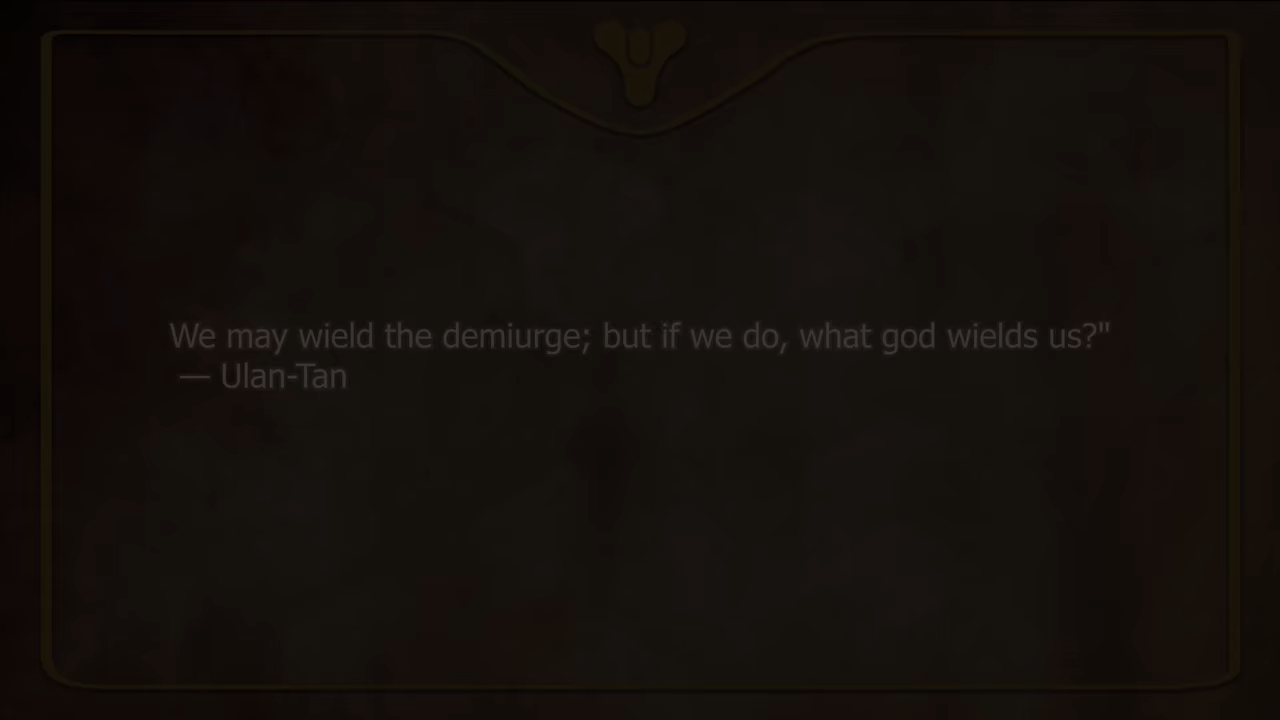 We may wield the demiurge; but if we do, what god wields us?"
— Ulan-Tan